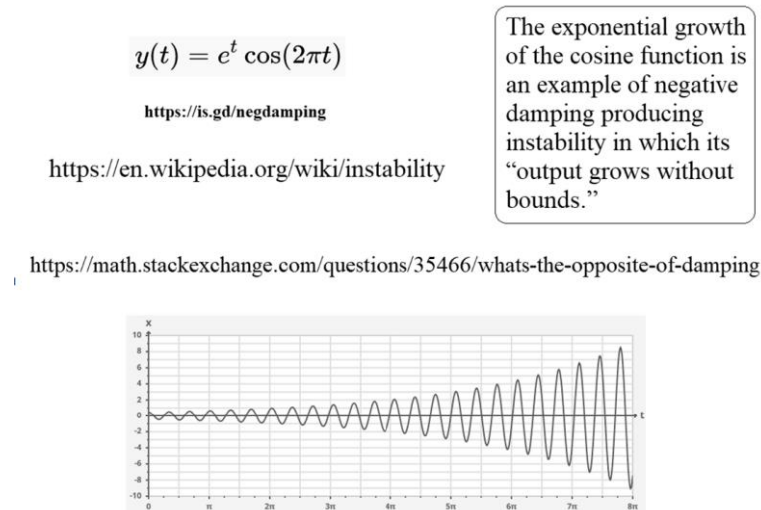 y(t) = e^t cos(2πt)
https://is.gd/negdamping
https://en.wikipedia.org/wiki/instability
The exponential growth
of the cosine function is
an example of negative
damping producing
instability in which its
“output grows without
bounds.”
https://math.stackexchange.com/questions/35466/whats-the-opposite-of-damping
x
10
8
6
4
2
0
-2
-4
-6
-8
-10
0 π 2π 3π 4π 5π 6π 7π 8π
t